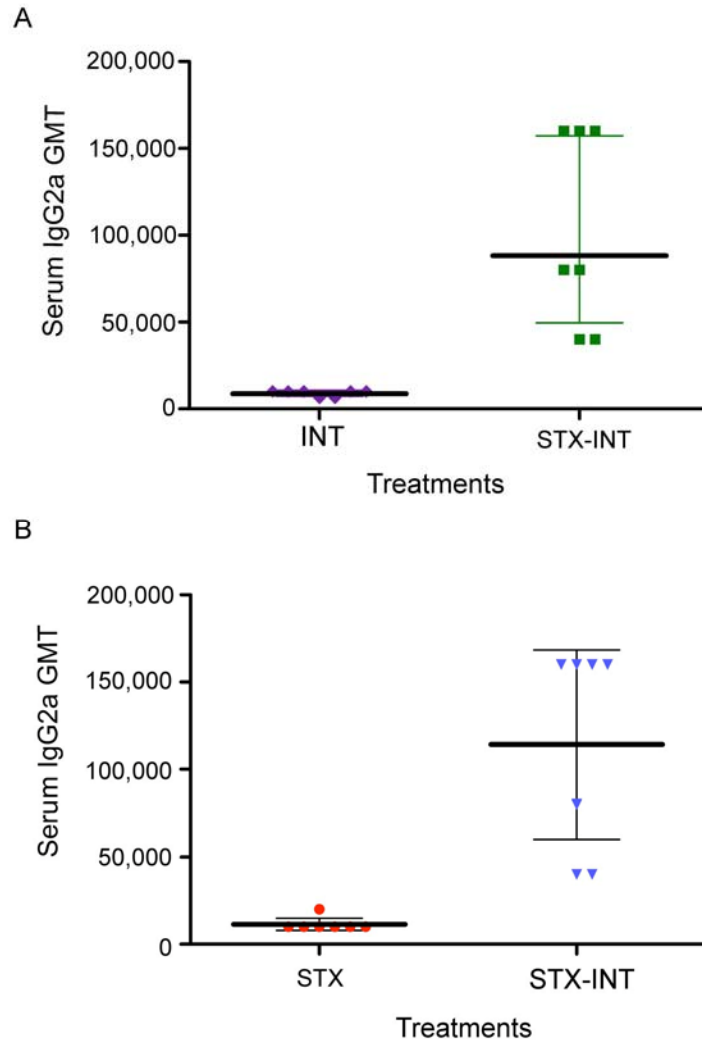 A
Serum IgG2a GMT
200,000
150,000
100,000
50,000
0
INT STX-INT
Treatments
B
Serum IgG2a GMT
200,000
150,000
100,000
50,000
0
STX STX-INT
Treatments